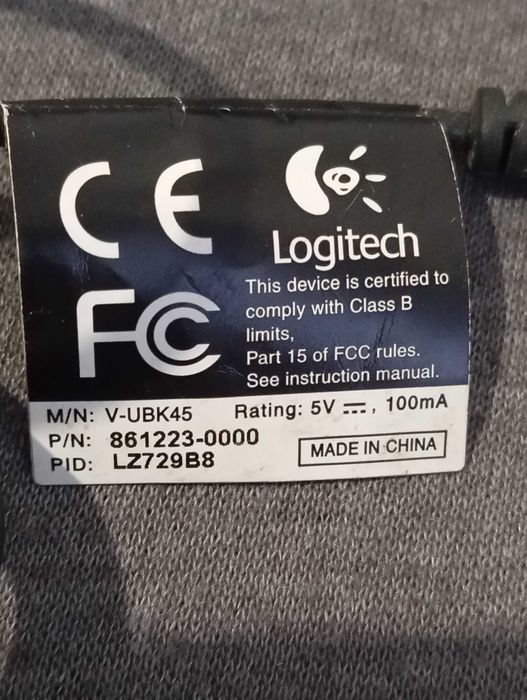 CE
Logitech
FC
This device is certified to
comply with Class B
limits,
Part 15 of FCC rules.
See instruction manual.
M/N: V-UBK45 Rating: 5V ⎓, 100mA
P/N: 861223-0000
PID: LZ729B8
MADE IN CHINA